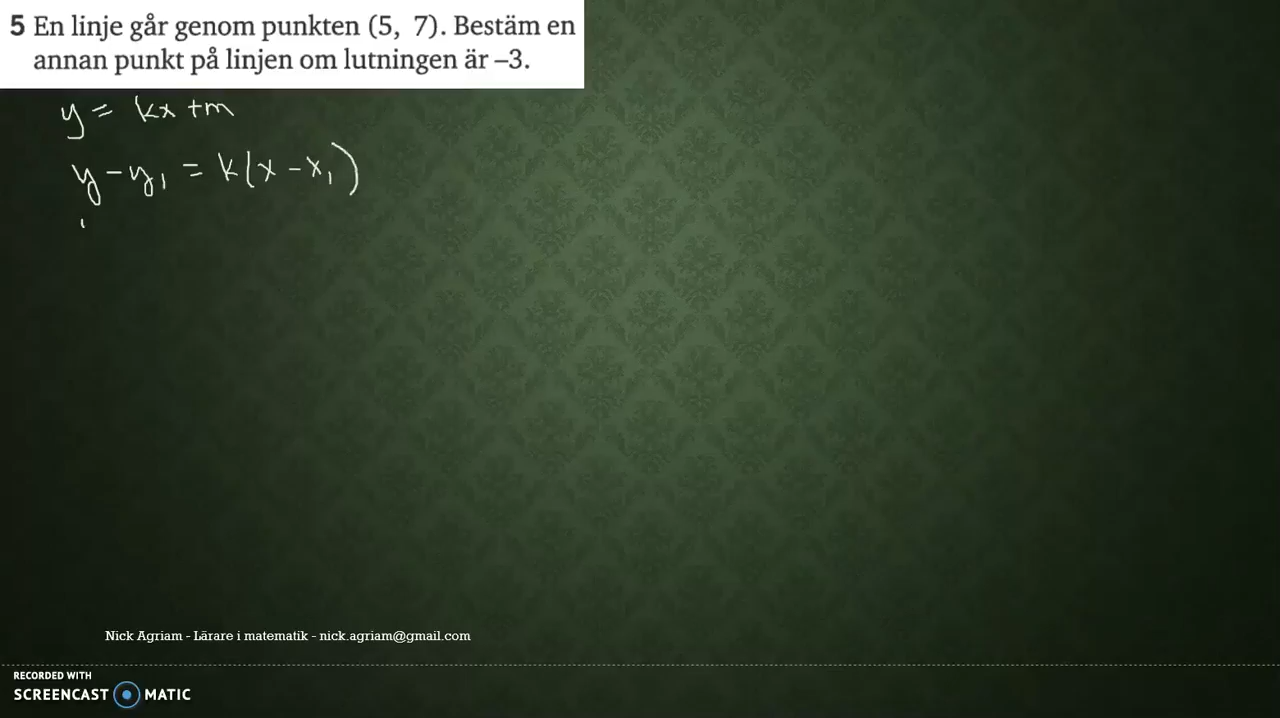 5 En linje går genom punkten (5, 7). Bestäm en
annan punkt på linjen om lutningen är –3.
y = kx + m
y - y₁ = k(x - x₁)
Nick Agriam - Lärare i matematik - nick.agriam@gmail.com
RECORDED WITH
SCREENCAST MATIC